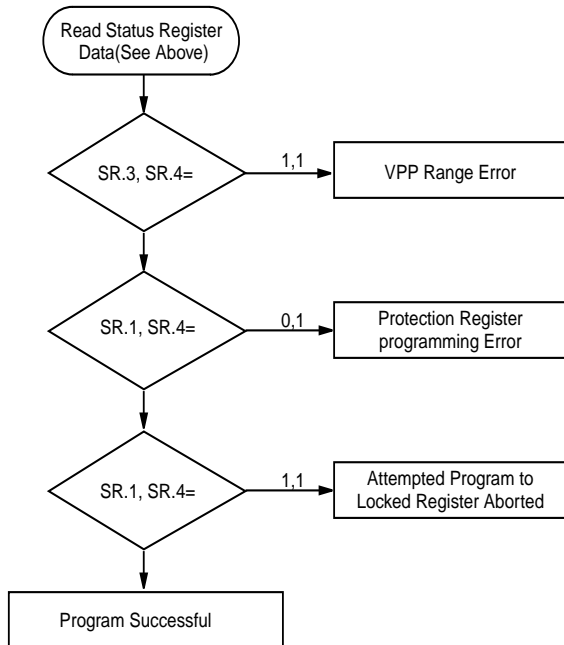 Read Status Register
Data(See Above)
SR.3, SR.4=
1,1
VPP Range Error
SR.1, SR.4=
0,1
Protection Register
programming Error
SR.1, SR.4=
1,1
Attempted Program to
Locked Register Aborted
Program Successful